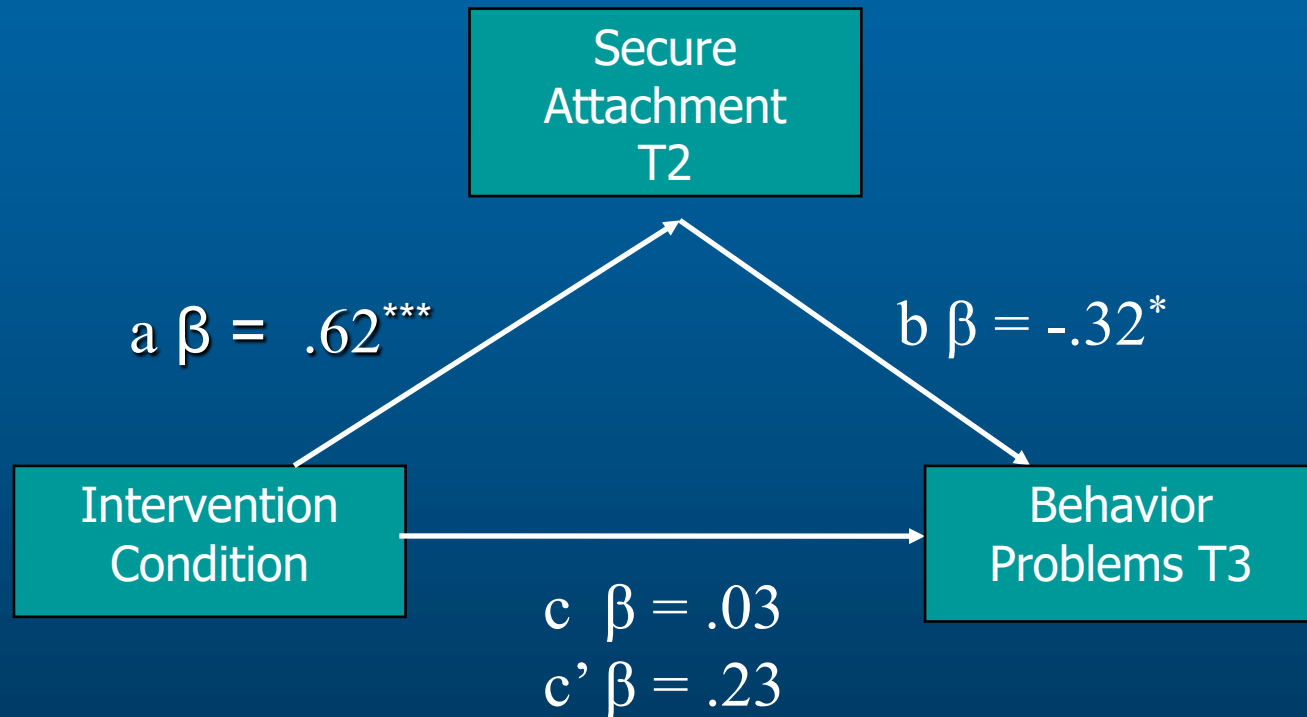 Secure
Attachment
T2
a β = .62***
b β = -.32*
Intervention
Condition
Behavior
Problems T3
c β = .03
c’ β = .23